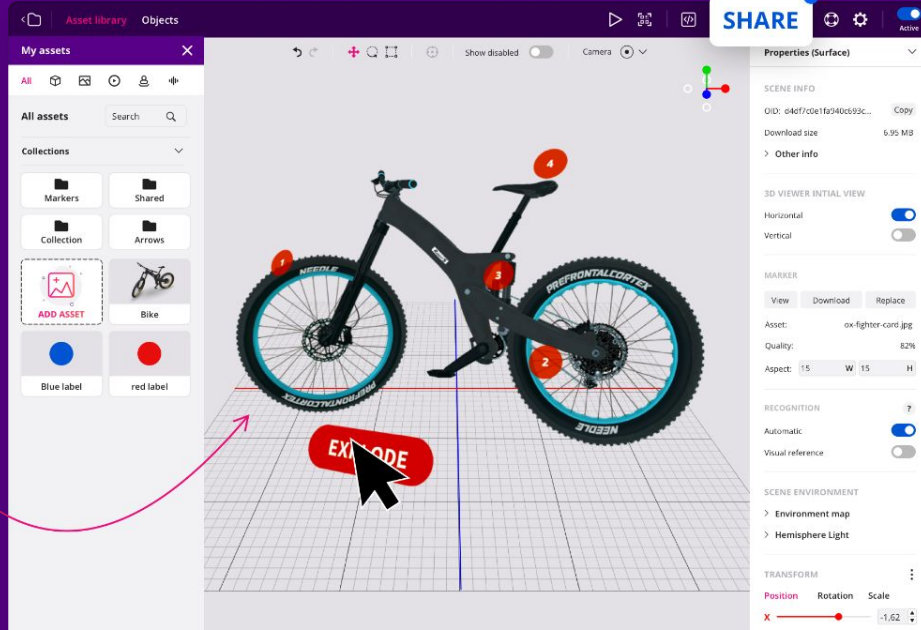 Asset library
Objects
SHARE
Active
My assets
All
All assets
Search
Collections
Markers
Shared
Collection
Arrows
ADD ASSET
Bike
Blue label
red label
Show disabled
Camera
1
2
3
4
NEEDLE
PREFRONTALCORTEX
PREFRONTALCORTEX
NEEDLE
Properties (Surface)
SCENE INFO
OID: d4df7c0e1fa940c693c...
Copy
Download size
6.95 MB
Other info
3D VIEWER INTIAL VIEW
Horizontal
Vertical
MARKER
View
Download
Replace
Asset:
ox-fighter-card.jpg
Quality:
82%
Aspect:
15
W
15
H
RECOGNITION
?
Automatic
Visual reference
SCENE ENVIRONMENT
Environment map
Hemisphere Light
TRANSFORM
Position
Rotation
Scale
X
-1,62